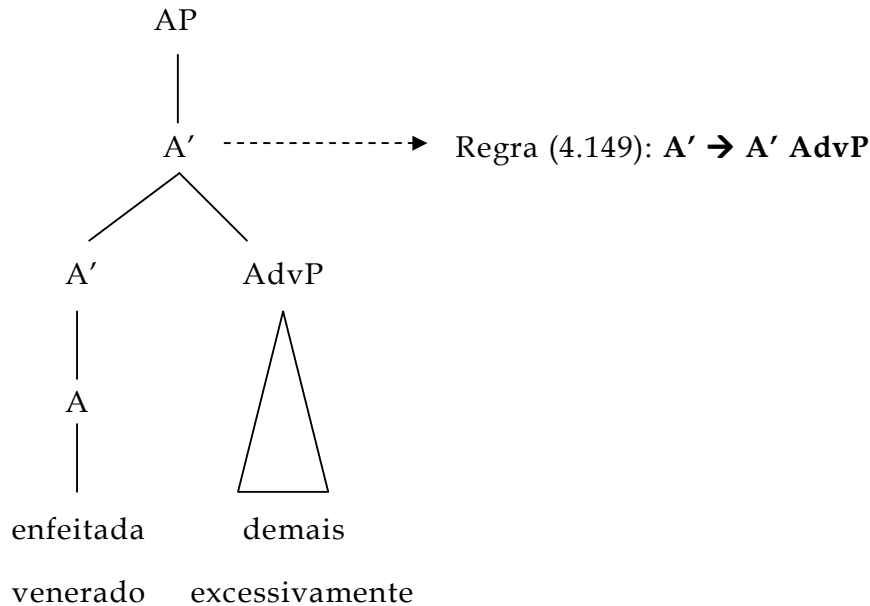 AP
A′ Regra (4.149): A′ → A′ AdvP
A′ AdvP
A
enfeitada demais
venerado excessivamente